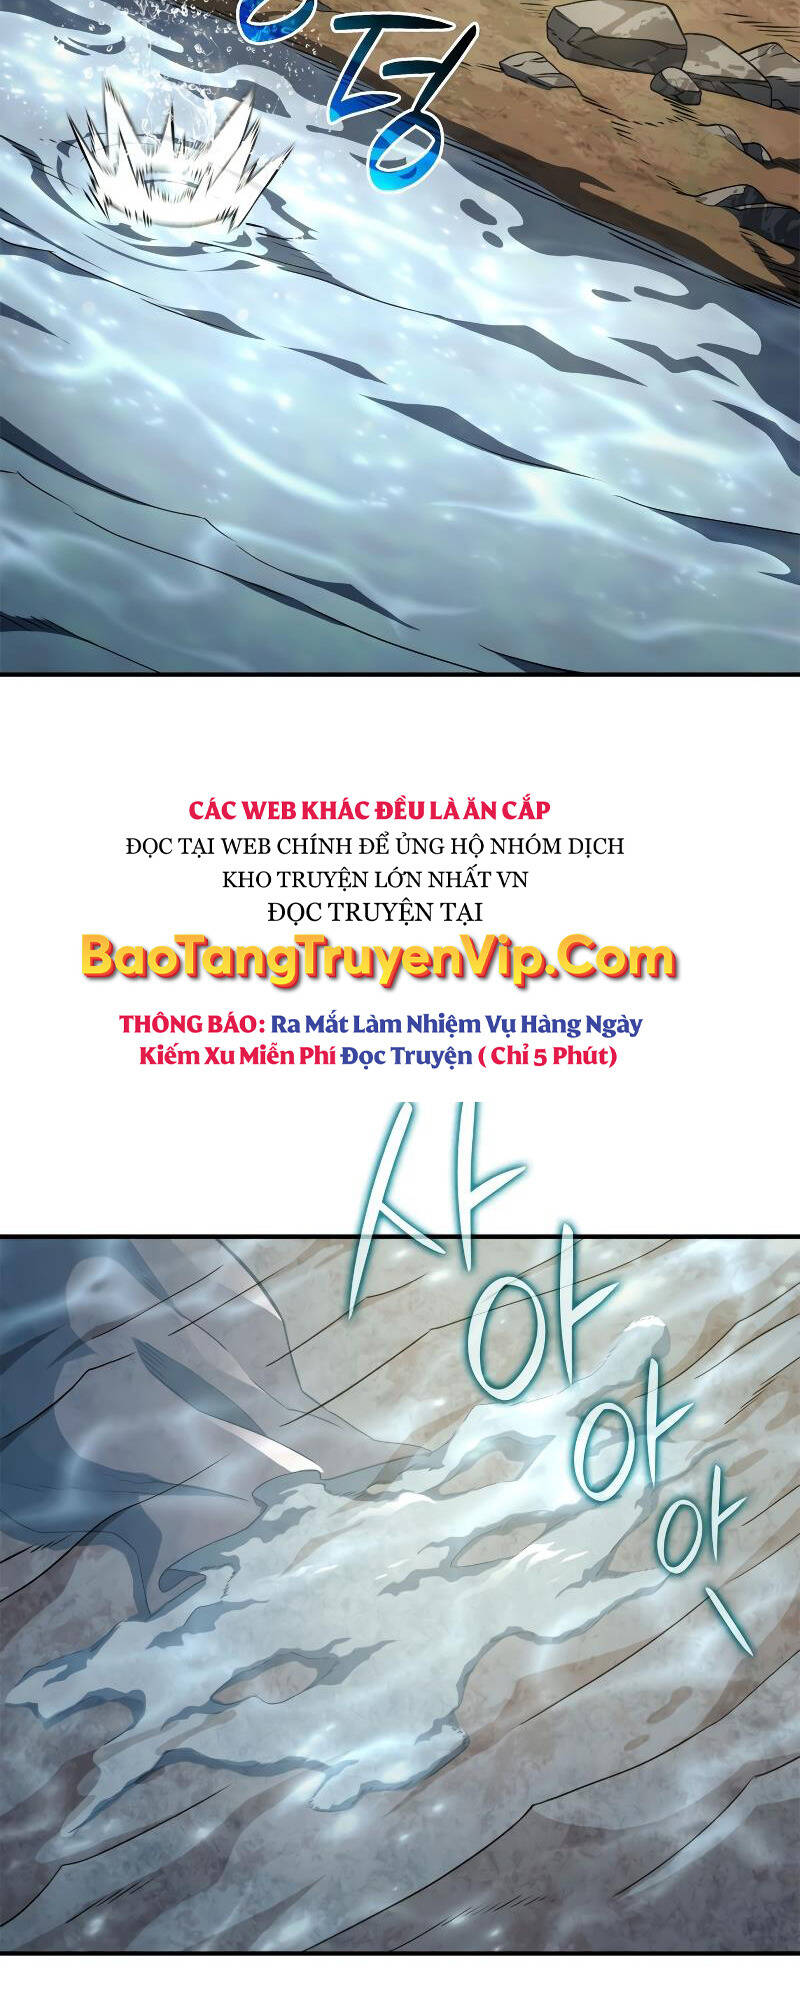 덩
CÁC WEB KHÁC ĐỀU LÀ ĂN CẮP
ĐỌC TẠI WEB CHÍNH ĐỂ ỦNG HỘ NHÓM DỊCH
KHO TRUYỆN LỚN NHẤT VN
ĐỌC TRUYỆN TẠI
BaoTangTruyenVip.Com
THÔNG BÁO: Ra Mắt Làm Nhiệm Vụ Hàng Ngày
Kiếm Xu Miễn Phí Đọc Truyện ( Chỉ 5 Phút)
사
아
아
아